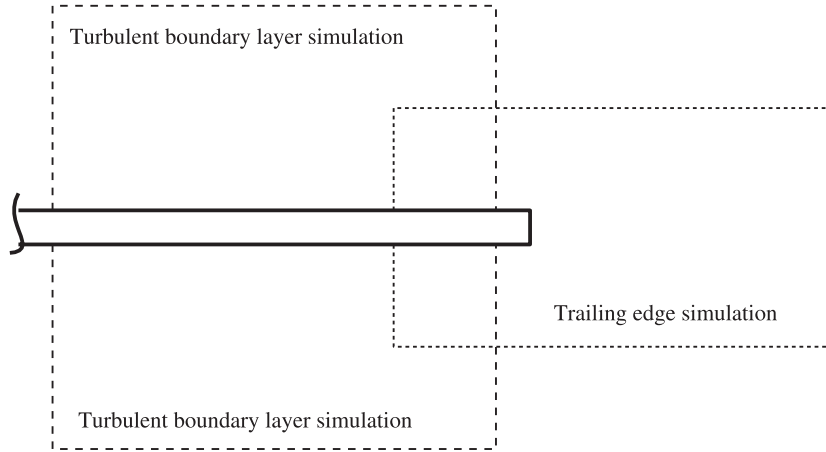 Turbulent boundary layer simulation
Trailing edge simulation
Turbulent boundary layer simulation